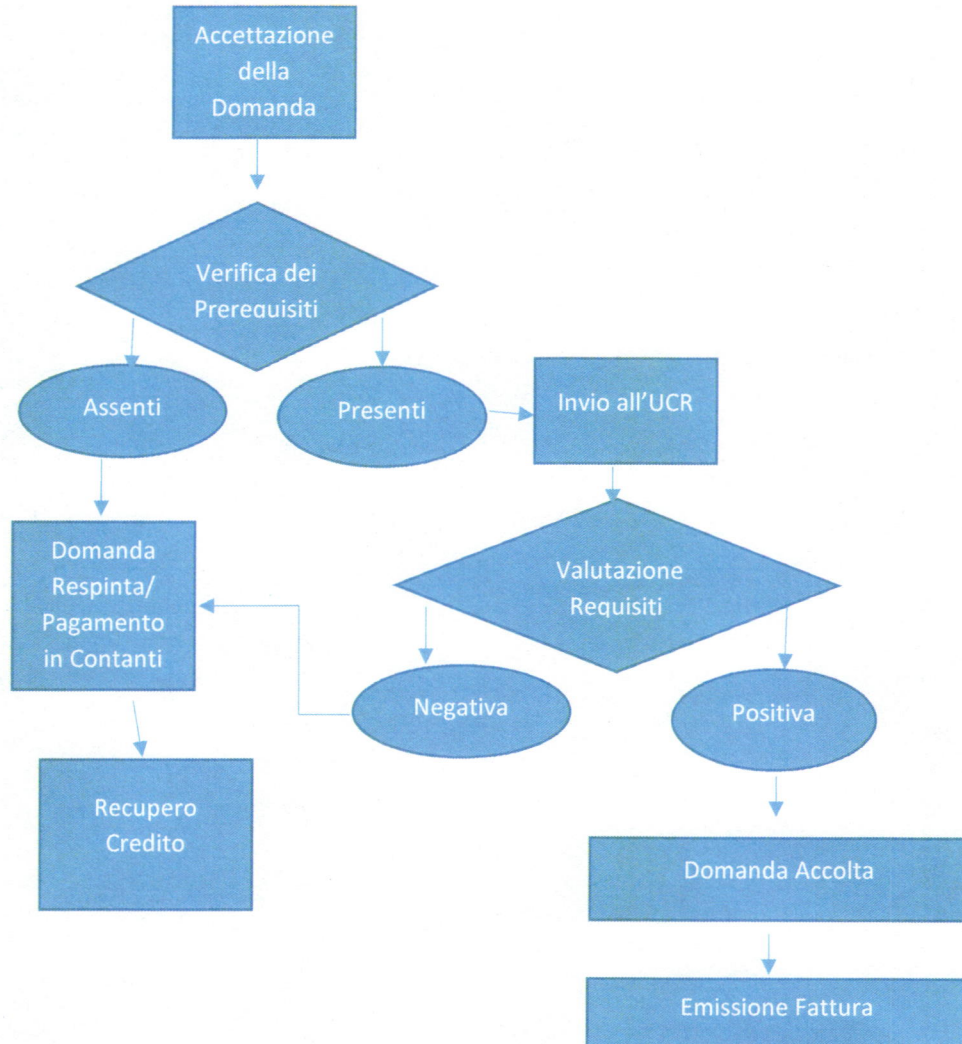 Accettazione
della
Domanda
Verifica dei
Prerequisiti
Assenti
Presenti
Invio all’UCR
Domanda
Respinta/
Pagamento
in Contanti
Valutazione
Requisiti
Negativa
Positiva
Recupero
Credito
Domanda Accolta
Emissione Fattura